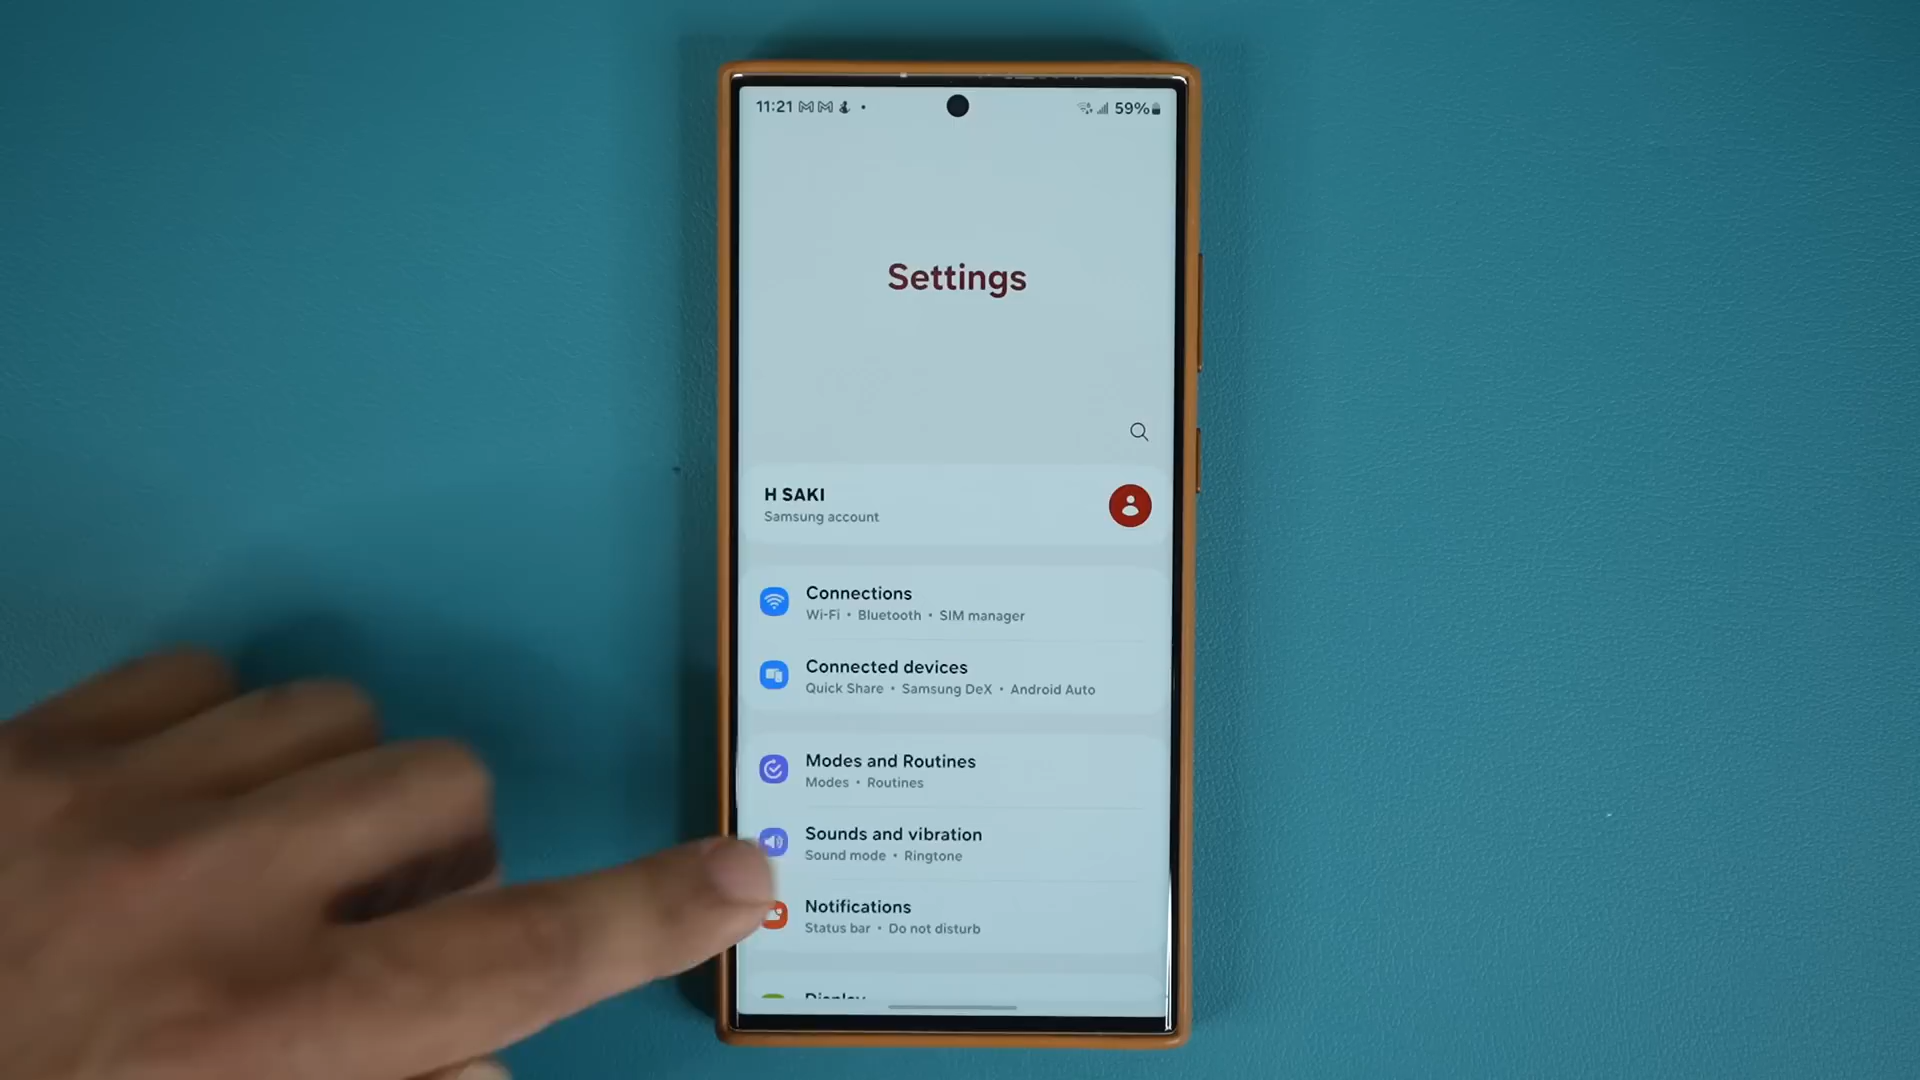 11:21
59%
Settings
H SAKI
Samsung account
Connections
Wi-Fi • Bluetooth • SIM manager
Connected devices
Quick Share • Samsung DeX • Android Auto
Modes and Routines
Modes • Routines
Sounds and vibration
Sound mode • Ringtone
Notifications
Status bar • Do not disturb
Display